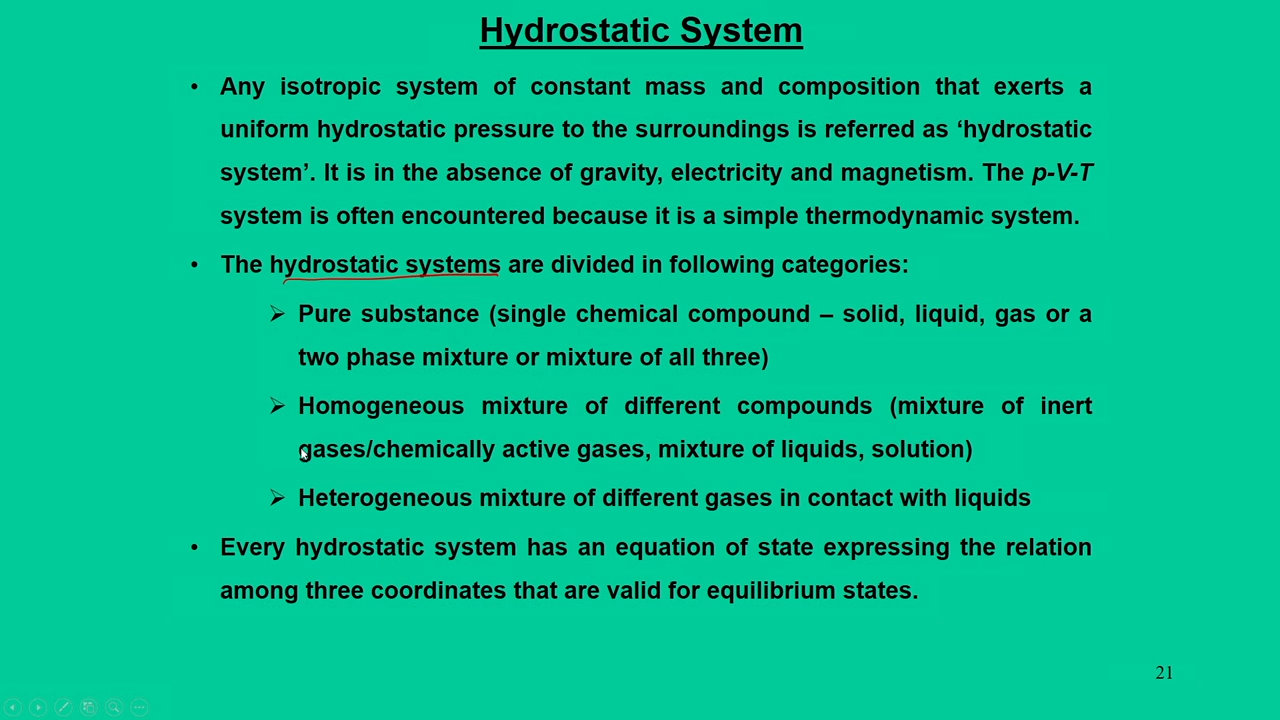 Hydrostatic System
• Any isotropic system of constant mass and composition that exerts a
uniform hydrostatic pressure to the surroundings is referred as ‘hydrostatic
system’. It is in the absence of gravity, electricity and magnetism. The p-V-T
system is often encountered because it is a simple thermodynamic system.
• The hydrostatic systems are divided in following categories:
➢ Pure substance (single chemical compound – solid, liquid, gas or a
two phase mixture or mixture of all three)
➢ Homogeneous mixture of different compounds (mixture of inert
gases/chemically active gases, mixture of liquids, solution)
➢ Heterogeneous mixture of different gases in contact with liquids
• Every hydrostatic system has an equation of state expressing the relation
among three coordinates that are valid for equilibrium states.
21